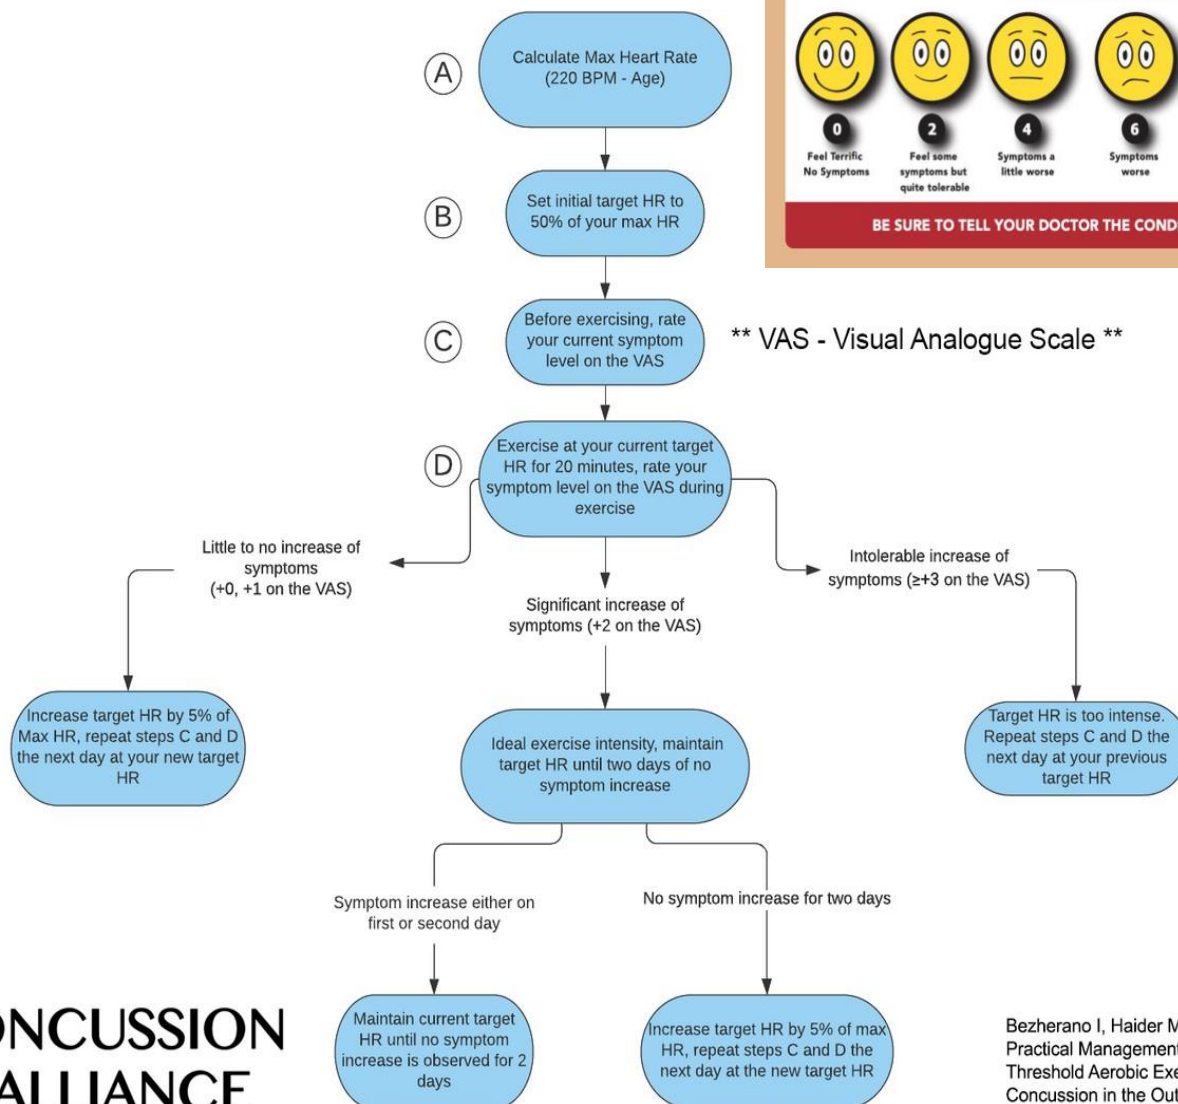 A
Calculate Max Heart Rate
(220 BPM - Age)
0
2
4
6
Feel Terrific
No Symptoms
Feel some
symptoms but
quite tolerable
Symptoms a
little worse
Symptoms
worse
BE SURE TO TELL YOUR DOCTOR THE
B
Set initial target HR to
50% of your max HR
C
Before exercising, rate
your current symptom
level on the VAS
** VAS - Visual Analogue Scale **
D
Exercise at your current target
HR for 20 minutes, rate your
symptom level on the VAS during
exercise
Little to no increase of
symptoms
(+0, +1 on the VAS)
Significant increase of
symptoms (+2 on the VAS)
Intolerable increase of
symptoms (≥+3 on the VAS)
Increase target HR by 5% of
Max HR, repeat steps C and D
the next day at your new target
HR
Ideal exercise intensity, maintain
target HR until two days of no
symptom increase
Target HR is too intense.
Repeat steps C and D the
next day at your previous
target HR
Symptom increase either on
first or second day
No symptom increase for two days
Maintain current target
HR until no symptom
increase is observed for 2
days
Increase target HR by 5% of max
HR, repeat steps C and D the
next day at the new target HR
ONCUSSION
ALLIANCE
Bezherano I, Haider M
Practical Management
Threshold Aerobic Exe
Concussion in the Out